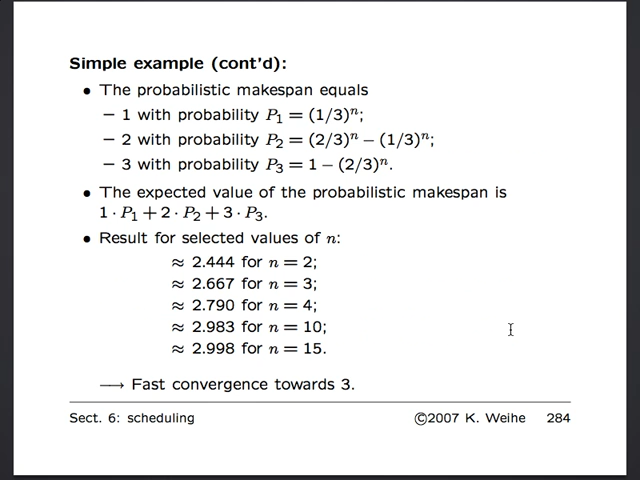 Simple example (cont'd):
• The probabilistic makespan equals
– 1 with probability P₁ = (1/3)ⁿ;
– 2 with probability P₂ = (2/3)ⁿ − (1/3)ⁿ;
– 3 with probability P₃ = 1 − (2/3)ⁿ.
• The expected value of the probabilistic makespan is
1 · P₁ + 2 · P₂ + 3 · P₃.
• Result for selected values of n:
≈ 2.444 for n = 2;
≈ 2.667 for n = 3;
≈ 2.790 for n = 4;
≈ 2.983 for n = 10;
≈ 2.998 for n = 15.
⟶ Fast convergence towards 3.
Sect. 6: scheduling ©2007 K. Weihe 284